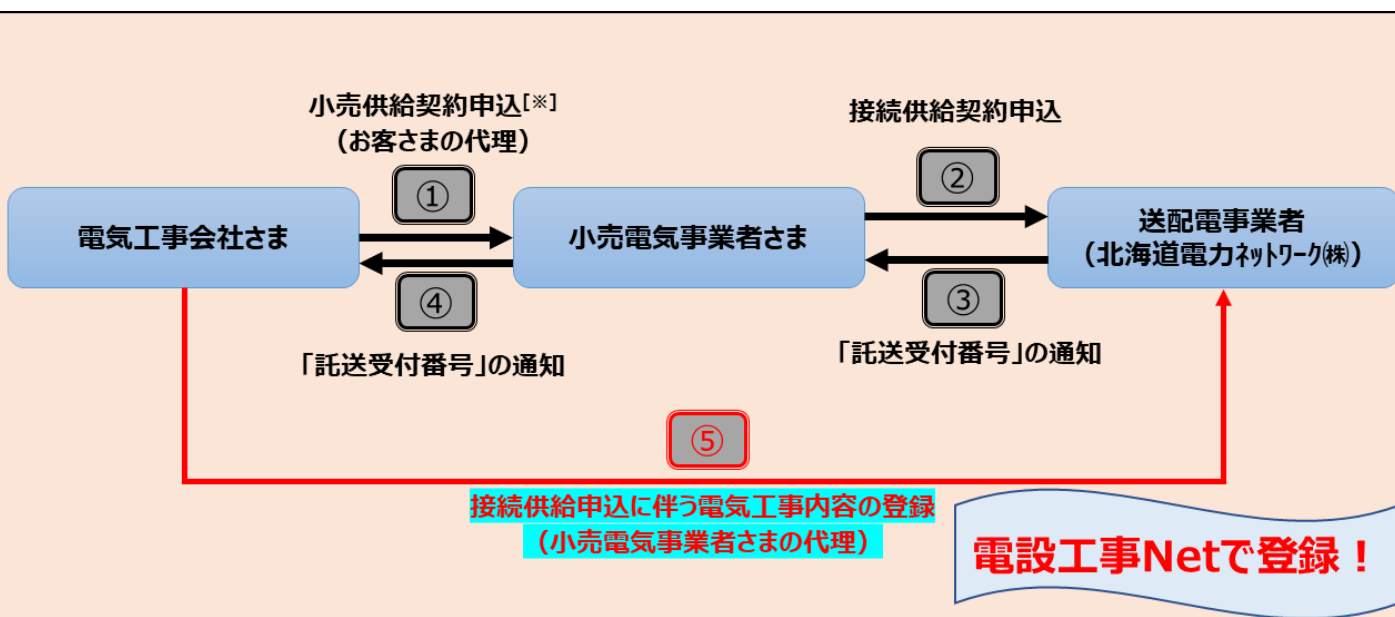 小売供給契約申込[※]
（お客さまの代理）
接続供給契約申込
①
②
電気工事会社さま
小売電気事業者さま
送配電事業者
（北海道電力ﾈｯﾄﾜｰｸ㈱）
④
③
「託送受付番号」の通知
「託送受付番号」の通知
⑤
接続供給申込に伴う電気工事内容の登録
（小売電気事業者さまの代理）
電設工事Netで登録！